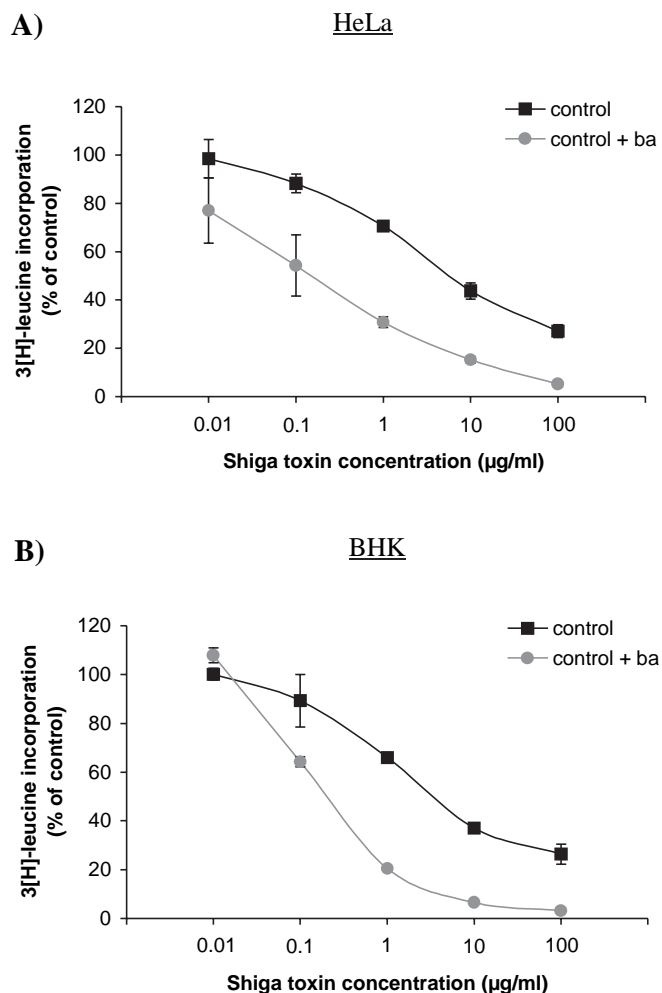 A)
HeLa
120
100
80
60
40
20
0
3[H]-leucine incorporation
(% of control)
control
control + ba
0.01 0.1 1 10 100
Shiga toxin concentration (µg/ml)
B)
BHK
120
100
80
60
40
20
0
3[H]-leucine incorporation
(% of control)
control
control + ba
0.01 0.1 1 10 100
Shiga toxin concentration (µg/ml)